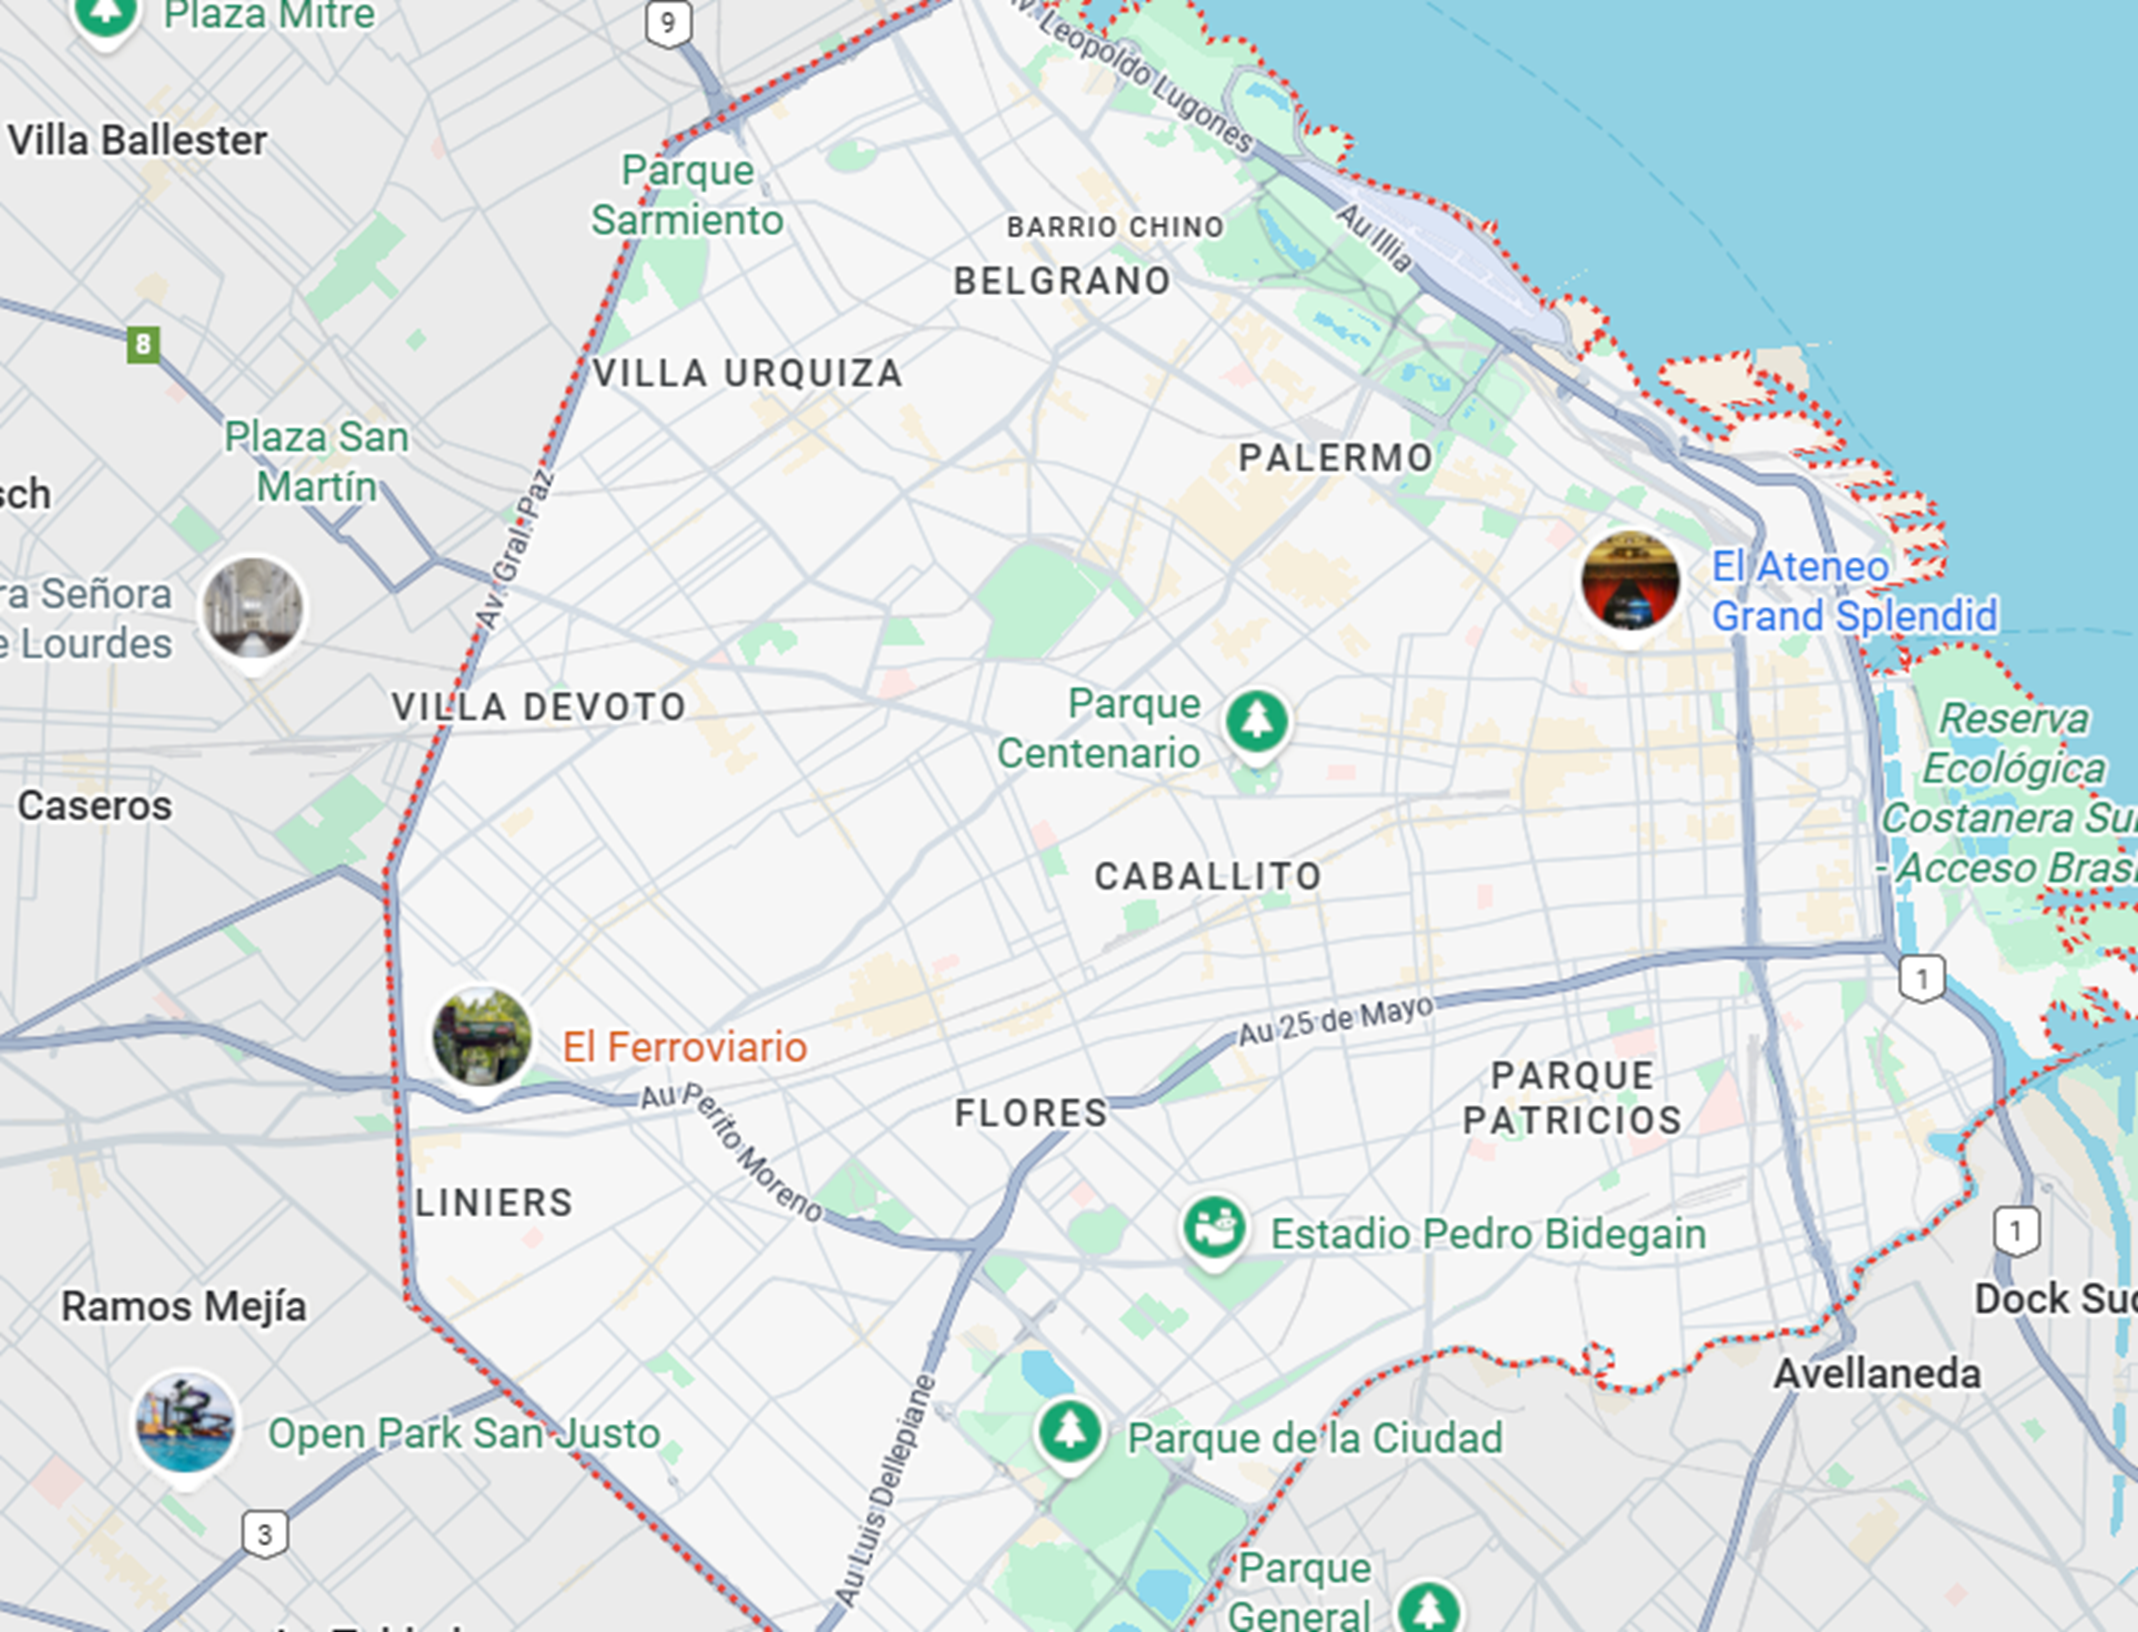 Plaza Mitre
9
Av. Leopoldo Lugones
Villa Ballester
Parque
Sarmiento
BARRIO CHINO
Au Illia
BELGRANO
8
VILLA URQUIZA
Plaza San
Martín
PALERMO
sch
Av. Gral. Paz
El Ateneo
Grand Splendid
ra Señora
e Lourdes
VILLA DEVOTO
Parque
Centenario
Reserva
Ecológica
Costanera Su
- Acceso Bras
Caseros
CABALLITO
1
El Ferroviario
Au 25 de Mayo
Au Perito Moreno
FLORES
PARQUE
PATRICIOS
LINIERS
Estadio Pedro Bidegain
1
Ramos Mejía
Dock Sud
Avellaneda
Open Park San Justo
Au Luis Dellepiane
Parque de la Ciudad
3
Parque
General